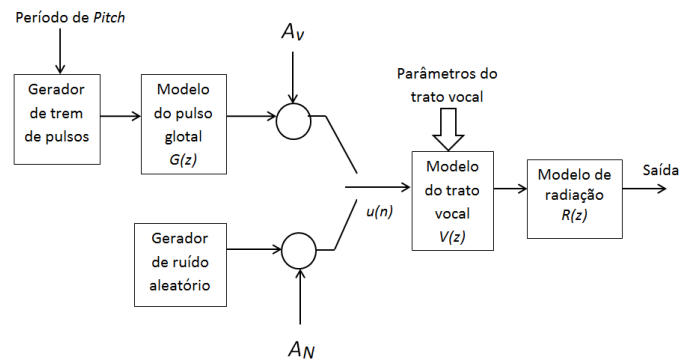 Período de Pitch
Gerador
de trem
de pulsos
Modelo
do pulso
glotal
G(z)
Av
Parâmetros do
trato vocal
Modelo
do trato
vocal
V(z)
Modelo de
radiação
R(z)
Saída
u(n)
Gerador
de ruído
aleatório
AN